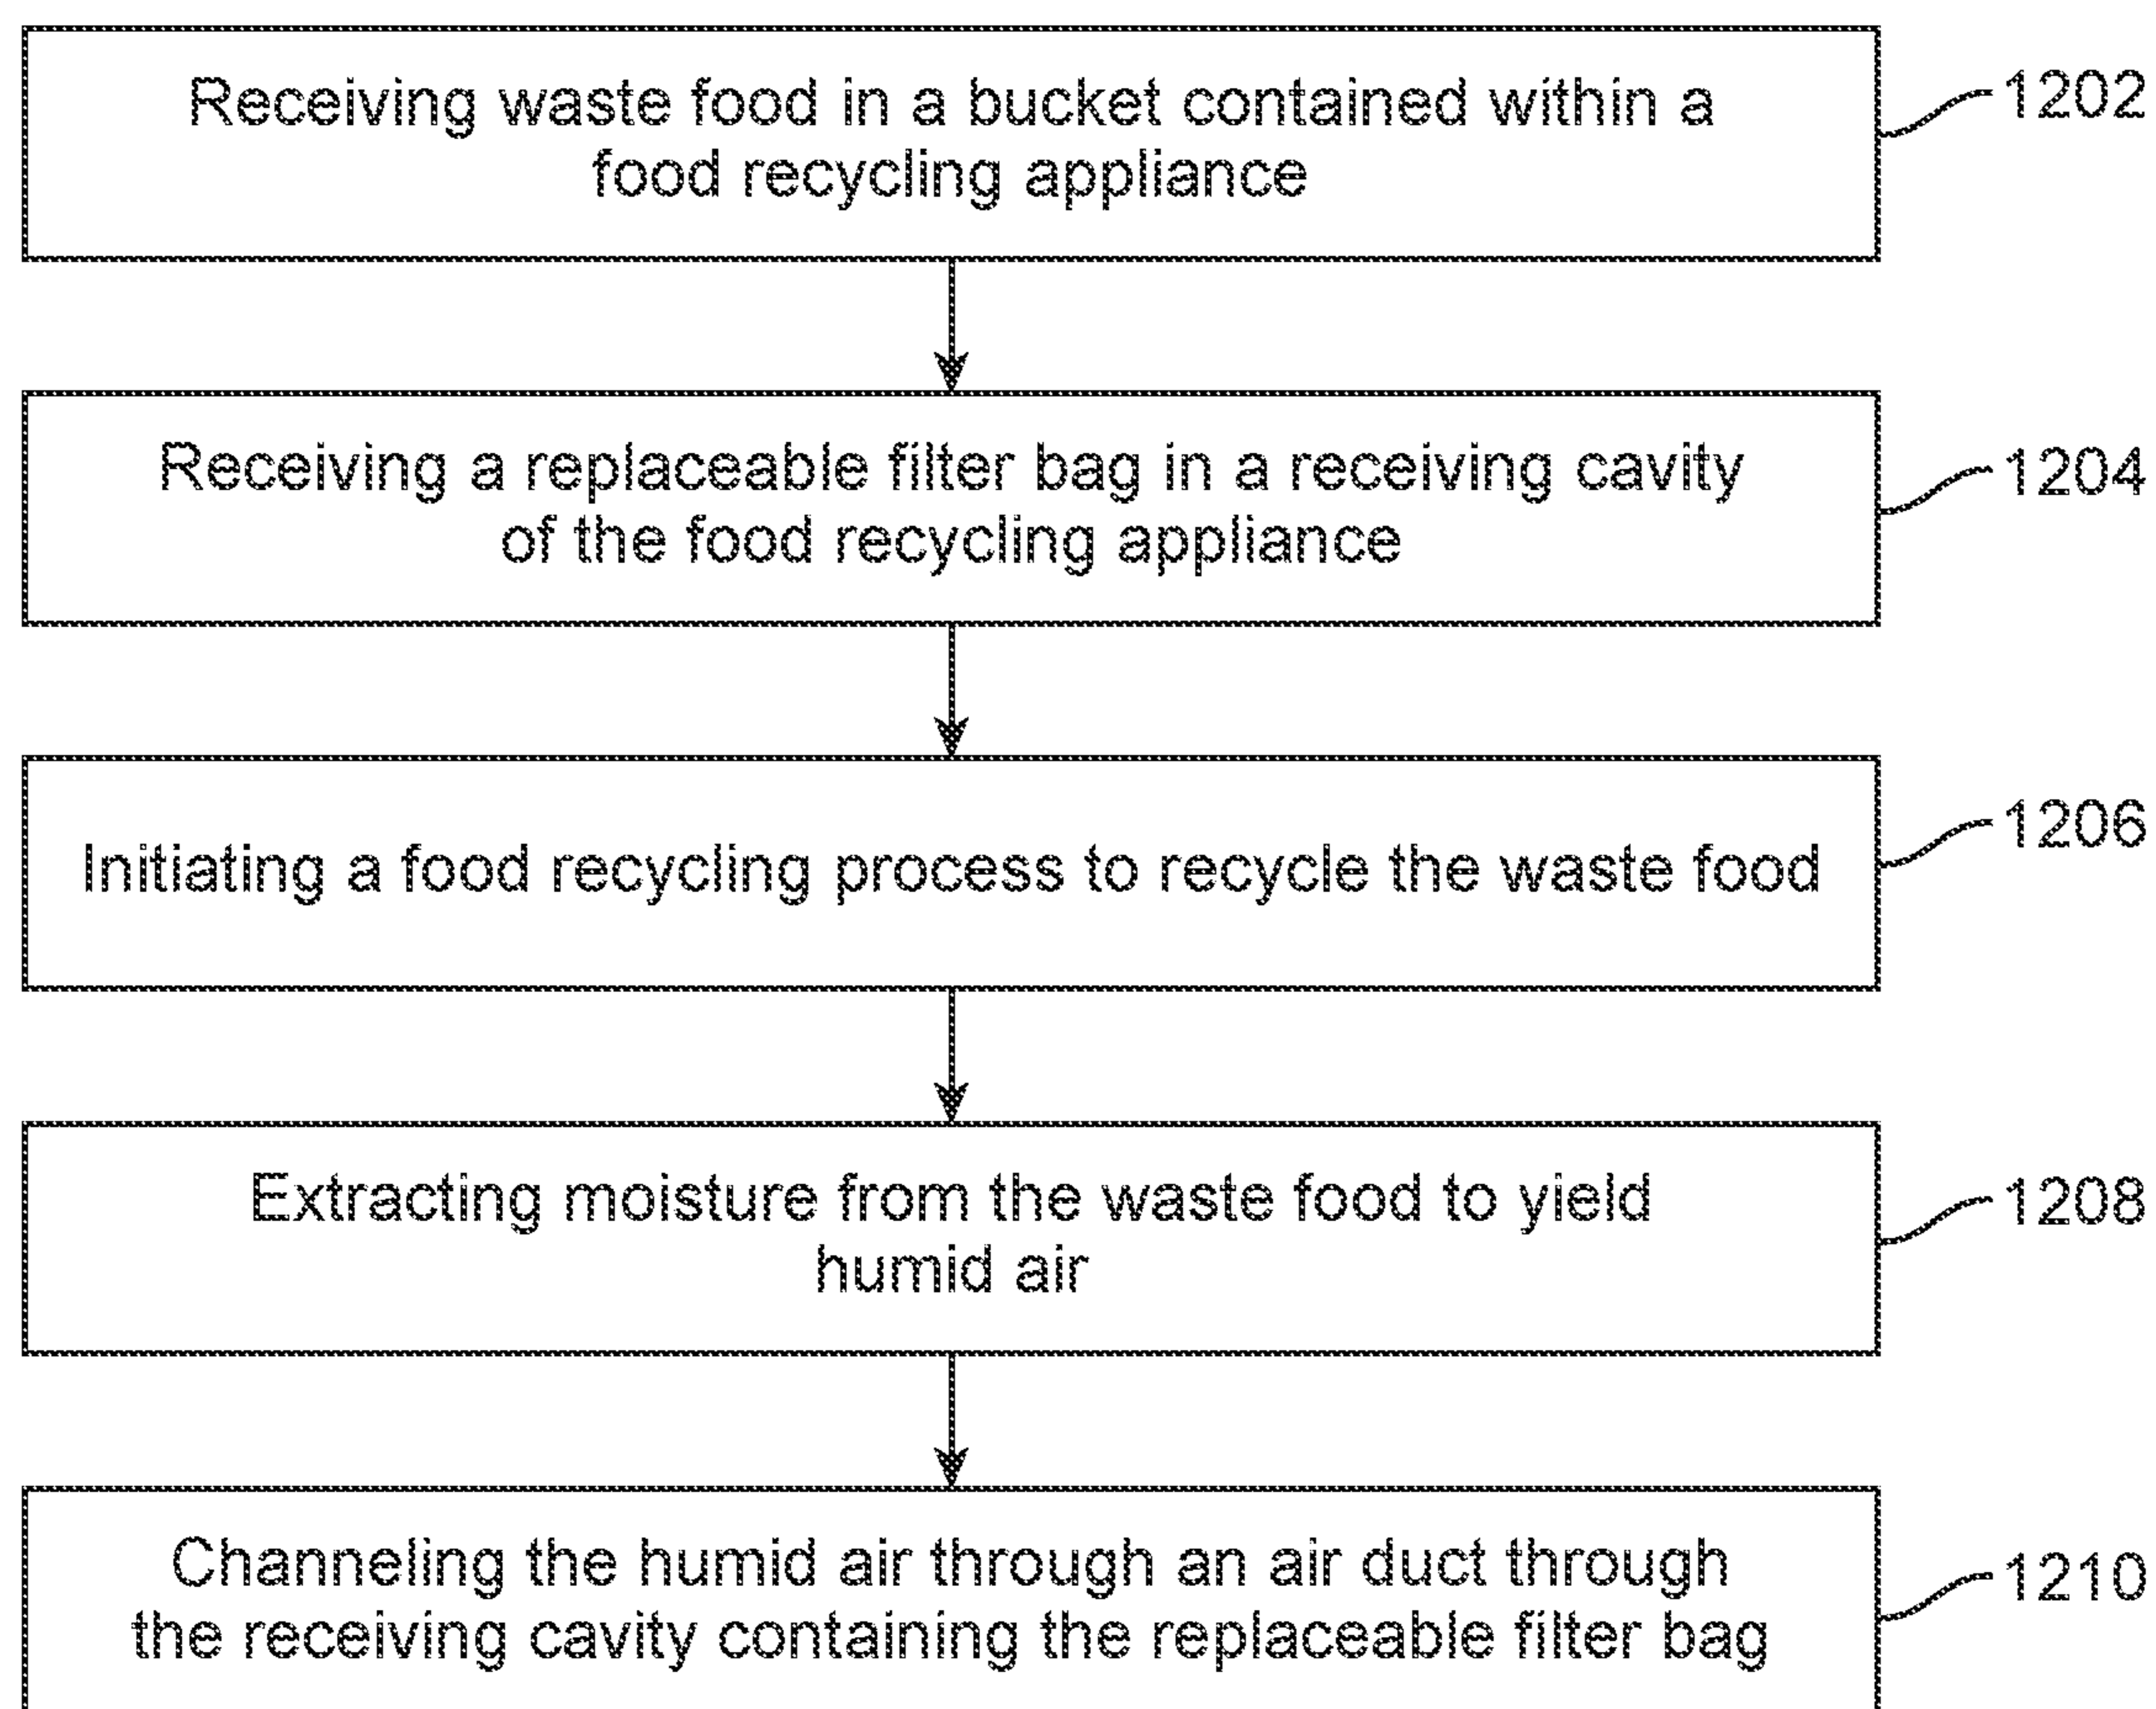 Receiving waste food in a bucket contained within a
food recycling appliance
1202
Receiving a replaceable filter bag in a receiving cavity
of the food recycling appliance
1204
Initiating a food recycling process to recycle the waste food
1206
Extracting moisture from the waste food to yield
humid air
1208
Channeling the humid air through an air duct through
the receiving cavity containing the replaceable filter bag
1210